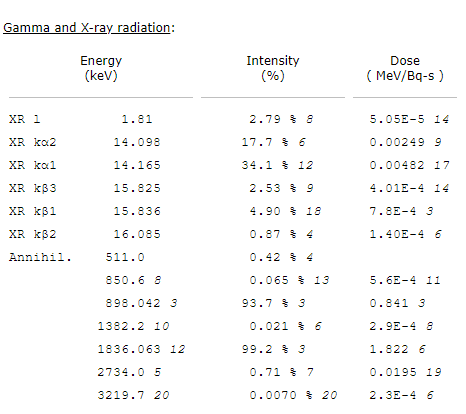 Gamma and X-ray radiation:
Energy Intensity Dose
(keV) (%) ( MeV/Bq-s )
XR l 1.81 2.79 % 8 5.05E-5 14
XR kα2 14.098 17.7 % 6 0.00249 9
XR kα1 14.165 34.1 % 12 0.00482 17
XR kβ3 15.825 2.53 % 9 4.01E-4 14
XR kβ1 15.836 4.90 % 18 7.8E-4 3
XR kβ2 16.085 0.87 % 4 1.40E-4 6
Annihil. 511.0 0.42 % 4
850.6 8 0.065 % 13 5.6E-4 11
898.042 3 93.7 % 3 0.841 3
1382.2 10 0.021 % 6 2.9E-4 8
1836.063 12 99.2 % 3 1.822 6
2734.0 5 0.71 % 7 0.0195 19
3219.7 20 0.0070 % 20 2.3E-4 6